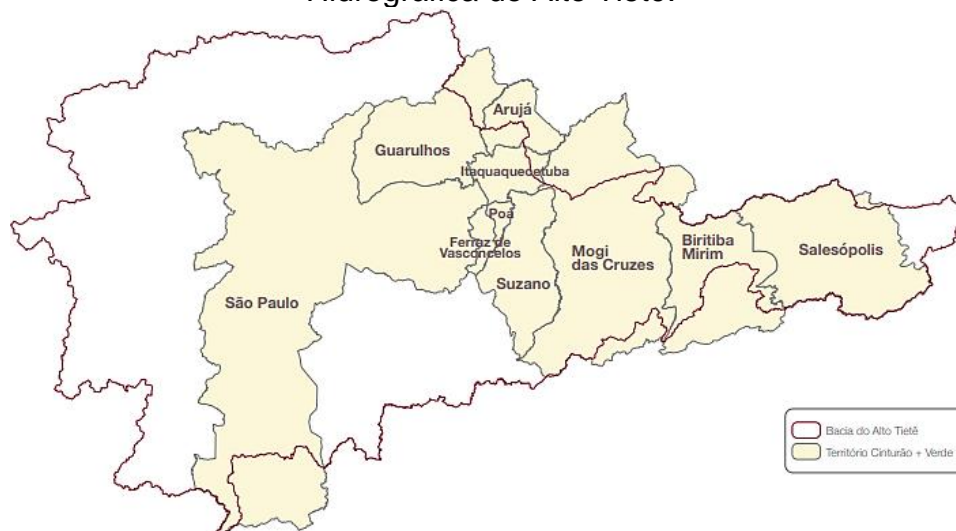 Hidrográfica do Alto Tietê.
Arujá
Guarulhos
Itaquaquecetuba
Poá
Ferraz de
Vasconcelos
Mogi
das Cruzes
Biritiba
Mirim
Salesópolis
Suzano
São Paulo
Bacia do Alto Tietê
Território Cinturão + Verde